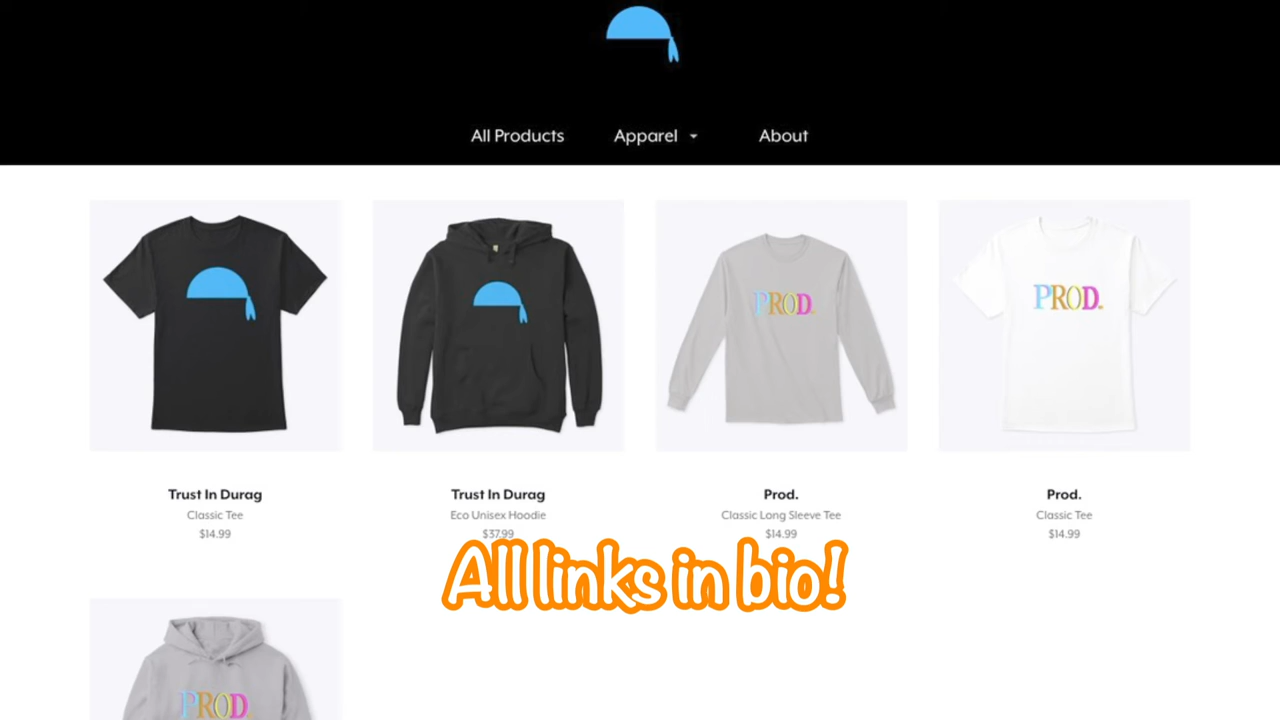 All Products Apparel About
PROD.
PROD.
Trust In Durag
Classic Tee
$14.99
Trust In Durag
Eco Unisex Hoodie
$37.99
Prod.
Classic Long Sleeve Tee
$14.99
Prod.
Classic Tee
$14.99
All links in bio!
PROD.